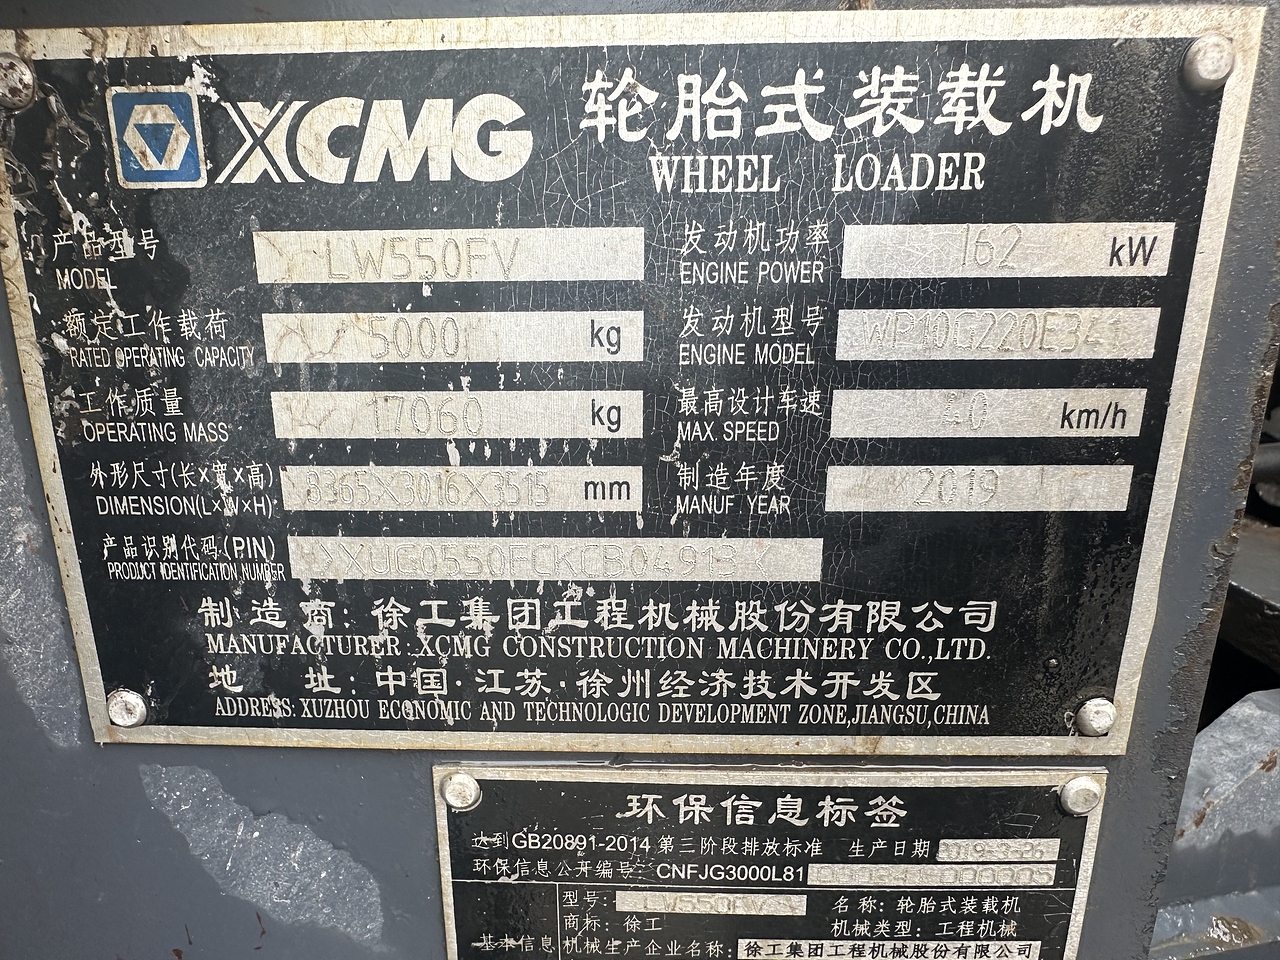 XCMG 轮胎式装载机
WHEEL LOADER
产品型号 LW550FV
MODEL
发动机功率 162 kW
ENGINE POWER
额定工作载荷 5000 kg
RATED OPERATING CAPACITY
发动机型号 WP10G220E341
ENGINE MODEL
工作质量 17060 kg
OPERATING MASS
最高设计车速 40 km/h
MAX. SPEED
外形尺寸(长×宽×高) 8365X3016X3515 mm
DIMENSION(L×W×H)
制造年度 2019
MANUF YEAR
产品识别代码(PIN)
PRODUCT IDENTIFICATION NUMBER
制造商: 徐工集团工程机械股份有限公司
MANUFACTURER: XCMG CONSTRUCTION MACHINERY CO.,LTD.
地址: 中国·江苏·徐州经济技术开发区
ADDRESS: XUZHOU ECONOMIC AND TECHNOLOGIC DEVELOPMENT ZONE,JIANGSU,CHINA
环保信息标签
达到GB20891-2014 第三阶段排放标准 生产日期
环保信息公开编号: CNFJG3000L81
型号: LW550FV 名称: 轮胎式装载机
商标: 徐工 机械类型: 工程机械
基本信息 机械生产企业名称: 徐工集团工程机械股份有限公司